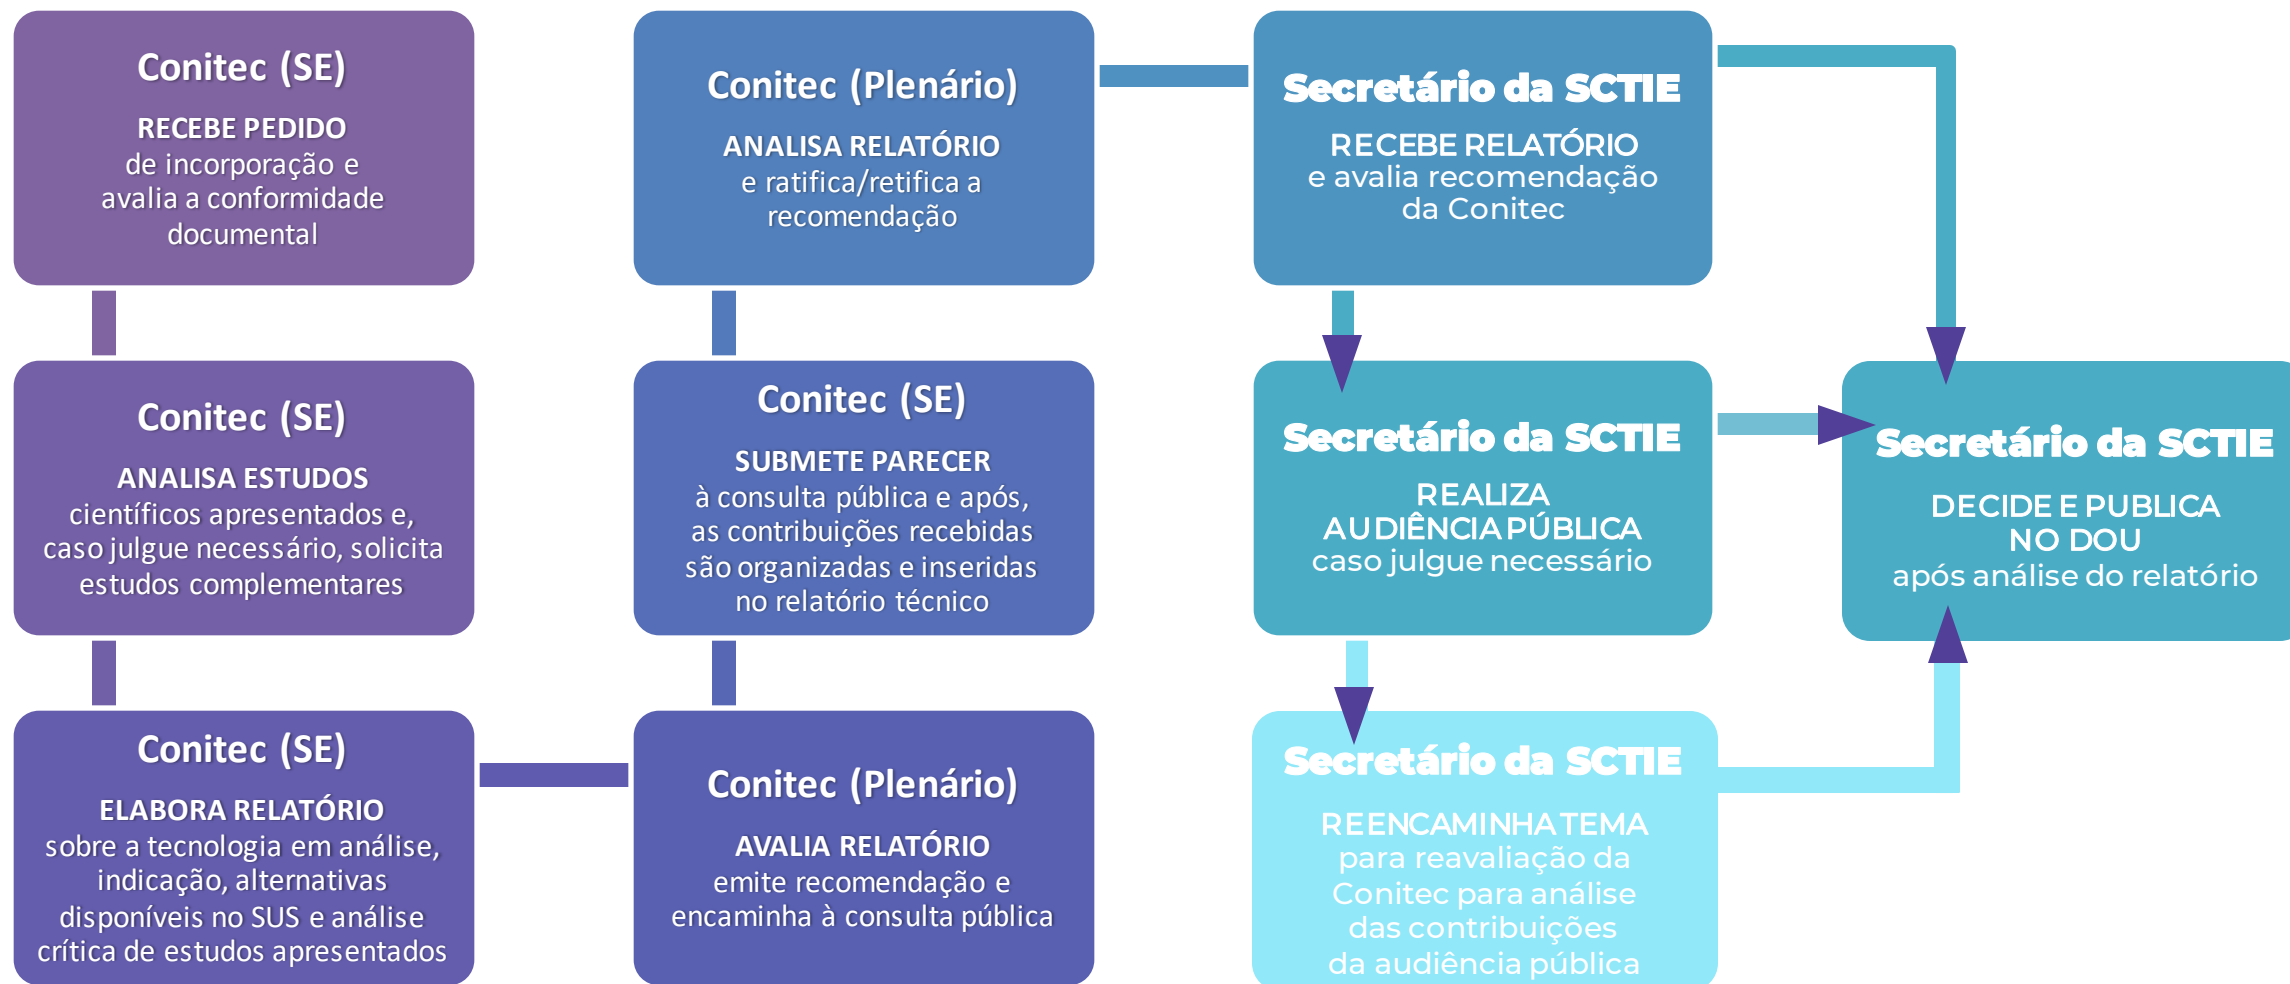 Conitec (SE)
RECEBE PEDIDO
de incorporação e
avalia a conformidade
documental
Conitec (SE)
ANALISA ESTUDOS
científicos apresentados e,
caso julgue necessário, solicita
estudos complementares
Conitec (SE)
ELABORA RELATÓRIO
sobre a tecnologia em análise,
indicação, alternativas
disponíveis no SUS e análise
crítica de estudos apresentados
Conitec (Plenário)
AVALIA RELATÓRIO
emite recomendação e
encaminha à consulta pública
Conitec (SE)
SUBMETE PARECER
à consulta pública e após,
as contribuições recebidas
são organizadas e inseridas
no relatório técnico
Conitec (Plenário)
ANALISA RELATÓRIO
e ratifica/retifica a
recomendação
Secretário da SCTIE
RECEBE RELATÓRIO
e avalia recomendação
da Conitec
Secretário da SCTIE
REALIZA
AUDIÊNCIA PÚBLICA
caso julgue necessário
Secretário da SCTIE
REENCAMINHA TEMA
para reavaliação da
Conitec para análise
das contribuições
da audiência pública
Secretário da SCTIE
DECIDE E PUBLICA
NO DOU
após análise do relatório